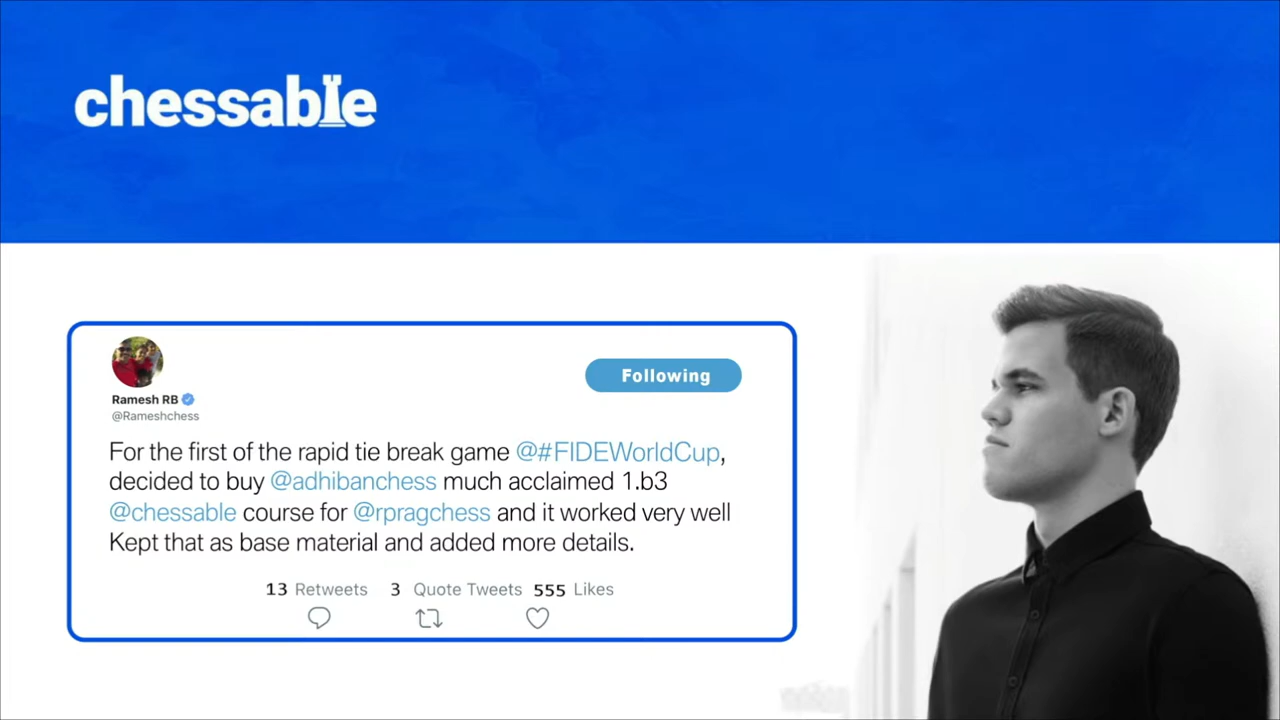 chessable
Following
Ramesh RB
@Rameshchess
For the first of the rapid tie break game @#FIDEWorldCup,
decided to buy @adhibanchess much acclaimed 1.b3
@chessable course for @rpragchess and it worked very well
Kept that as base material and added more details.
13 Retweets 3 Quote Tweets 555 Likes